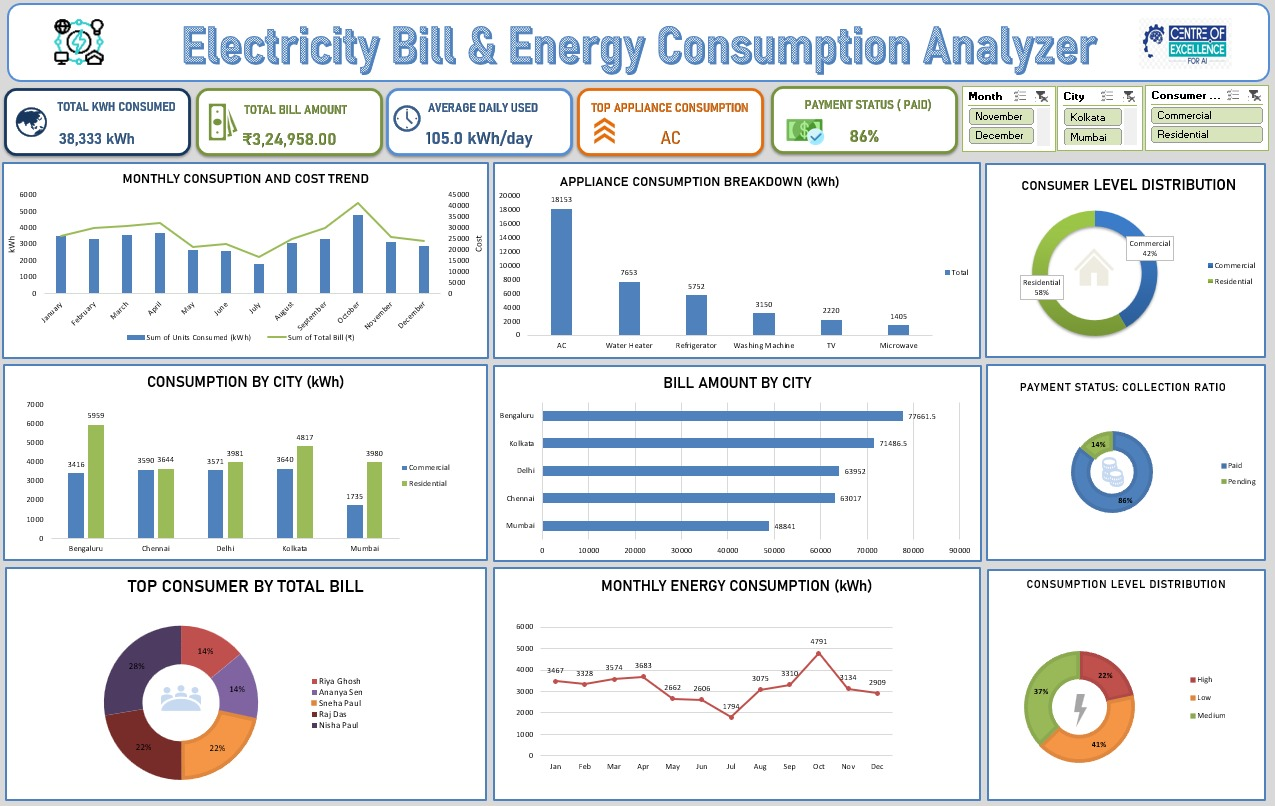 Electricity Bill & Energy Consumption Analyzer
CENTRE OF
EXCELLENCE
FOR AI
TOTAL KWH CONSUMED
38,333 kWh
TOTAL BILL AMOUNT
₹3,24,958.00
AVERAGE DAILY USED
105.0 kWh/day
TOP APPLIANCE CONSUMPTION
AC
PAYMENT STATUS ( PAID)
86%
Month
November
December
City
Kolkata
Mumbai
Consumer ...
Commercial
Residential
MONTHLY CONSUPTION AND COST TREND
6000
5000
4000
3000
2000
1000
0
kWh
45000
40000
35000
30000
25000
20000
15000
10000
5000
0
Cost
January
February
March
April
May
June
July
August
September
October
November
December
Sum of Units Consumed (kWh)
Sum of Total Bill (₹)
APPLIANCE CONSUMPTION BREAKDOWN (kWh)
20000
18000
16000
14000
12000
10000
8000
6000
4000
2000
0
18153
7653
5752
3150
2220
1405
AC
Water Heater
Refrigerator
Washing Machine
TV
Microwave
Total
CONSUMER LEVEL DISTRIBUTION
Commercial
42%
Residential
58%
Commercial
Residential
CONSUMPTION BY CITY (kWh)
7000
6000
5000
4000
3000
2000
1000
0
3416
5959
3590
3644
3571
3981
3640
4817
1735
3980
Bengaluru
Chennai
Delhi
Kolkata
Mumbai
Commercial
Residential
BILL AMOUNT BY CITY
Bengaluru
77661.5
Kolkata
71486.5
Delhi
63952
Chennai
63017
Mumbai
48841
0
10000
20000
30000
40000
50000
60000
70000
80000
90000
PAYMENT STATUS: COLLECTION RATIO
14%
86%
Paid
Pending
TOP CONSUMER BY TOTAL BILL
14%
14%
22%
22%
28%
Riya Ghosh
Ananya Sen
Sneha Paul
Raj Das
Nisha Paul
MONTHLY ENERGY CONSUMPTION (kWh)
6000
5000
4000
3000
2000
1000
0
3467
3328
3574
3683
2662
2606
1794
3075
3310
4791
3134
2909
Jan
Feb
Mar
Apr
May
Jun
Jul
Aug
Sep
Oct
Nov
Dec
CONSUMPTION LEVEL DISTRIBUTION
22%
41%
37%
High
Low
Medium